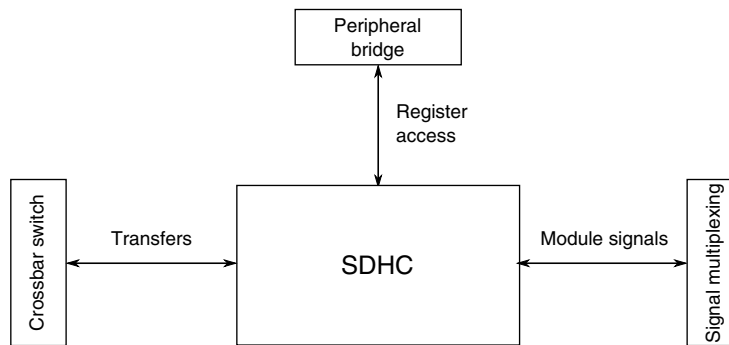 Peripheral
bridge
Register
access
Crossbar switch
Transfers
SDHC
Module signals
Signal multiplexing